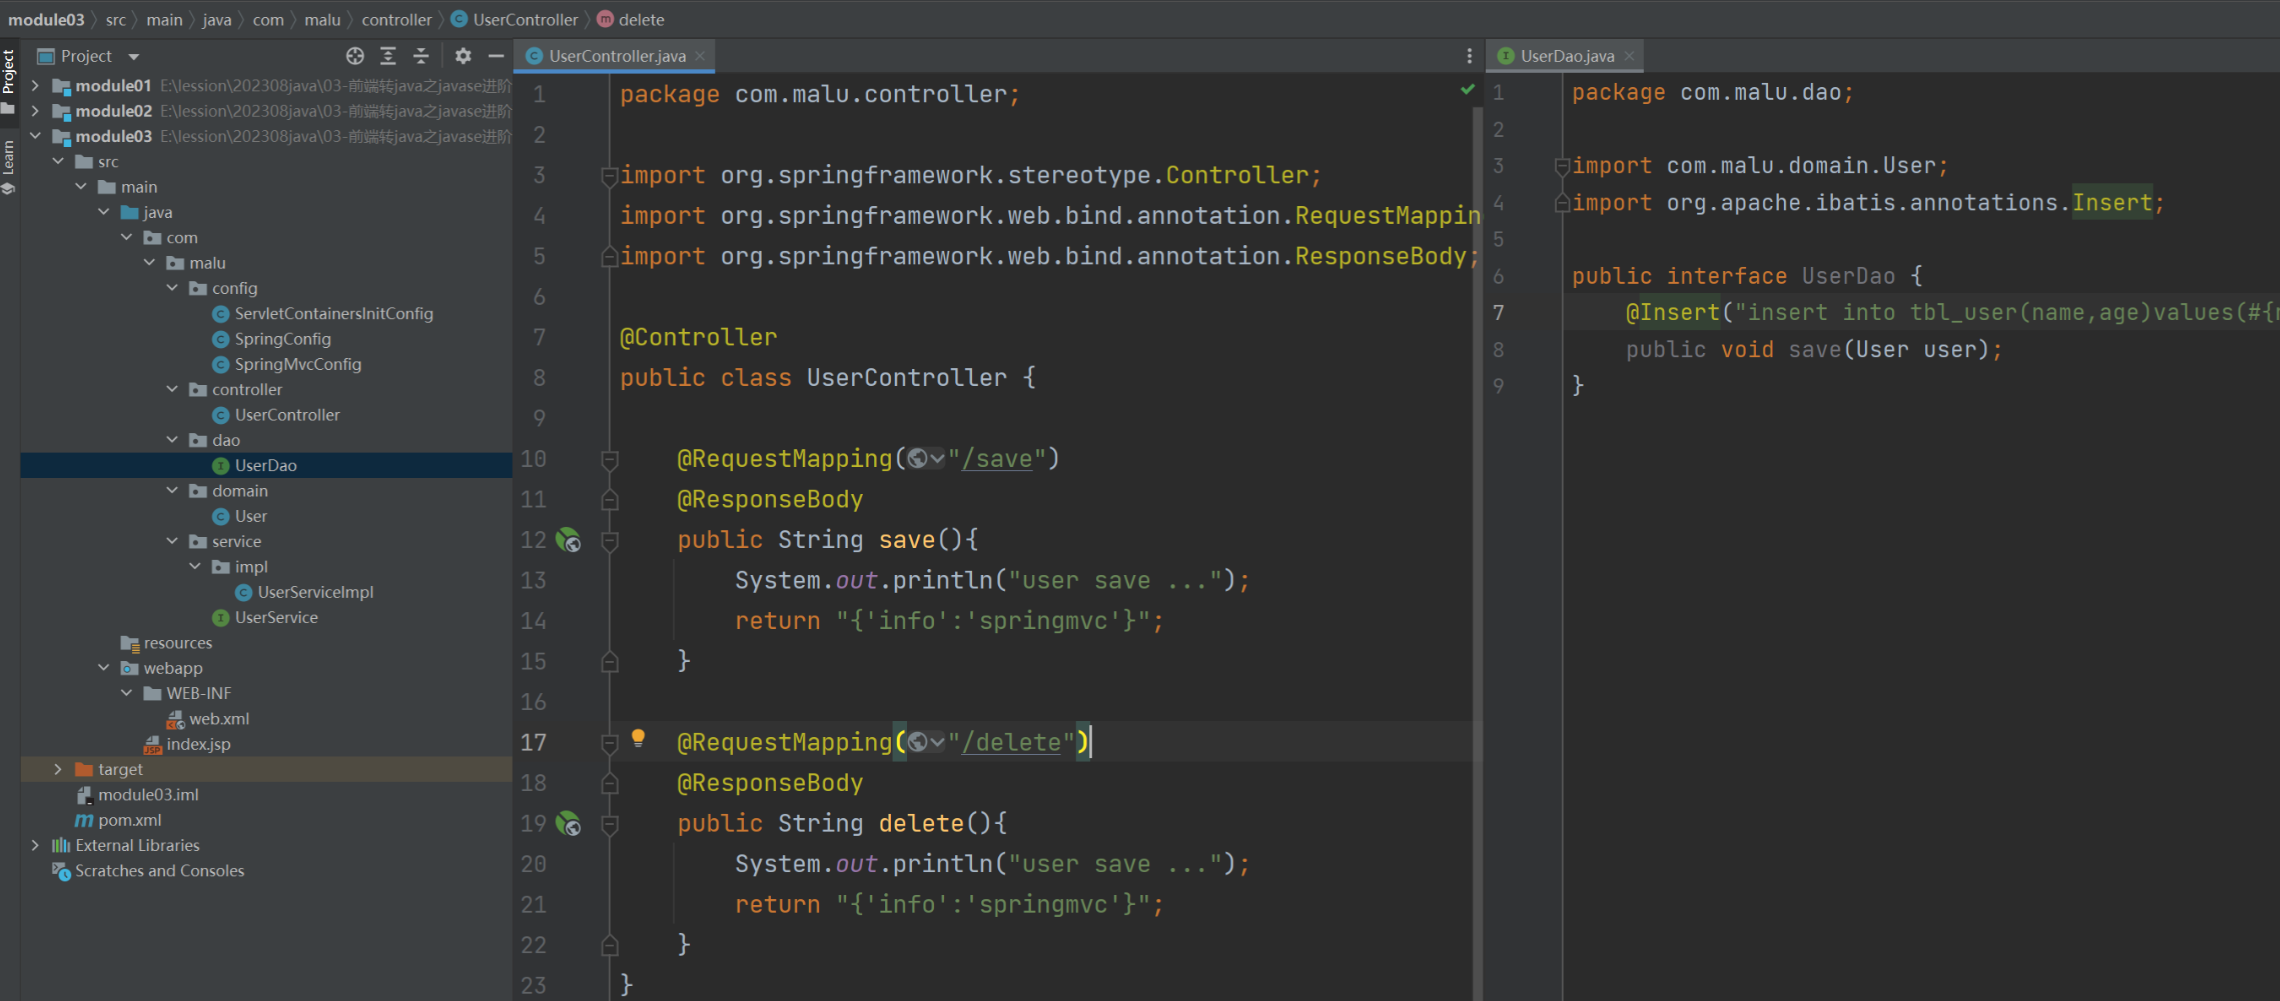 module03 src main java com malu controller UserController delete
Project
Learn
Project
module01 E:\lession\202308java\03-前端转java之javase进阶
module02 E:\lession\202308java\03-前端转java之javase进阶
module03 E:\lession\202308java\03-前端转java之javase进阶
src
main
java
com
malu
config
ServletContainersInitConfig
SpringConfig
SpringMvcConfig
controller
UserController
dao
UserDao
domain
User
service
impl
UserServiceImpl
UserService
resources
webapp
WEB-INF
web.xml
index.jsp
target
module03.iml
pom.xml
External Libraries
Scratches and Consoles
UserController.java
1 package com.malu.controller;
2
3 import org.springframework.stereotype.Controller;
4 import org.springframework.web.bind.annotation.RequestMappin
5 import org.springframework.web.bind.annotation.ResponseBody;
6
7 @Controller
8 public class UserController {
9
10 @RequestMapping("/save")
11 @ResponseBody
12 public String save(){
13 System.out.println("user save ...");
14 return "{'info':'springmvc'}";
15 }
16
17 @RequestMapping("/delete")
18 @ResponseBody
19 public String delete(){
20 System.out.println("user save ...");
21 return "{'info':'springmvc'}";
22 }
23 }
UserDao.java
1 package com.malu.dao;
2
3 import com.malu.domain.User;
4 import org.apache.ibatis.annotations.Insert;
5
6 public interface UserDao {
7 @Insert("insert into tbl_user(name,age)values(#{
8 public void save(User user);
9 }